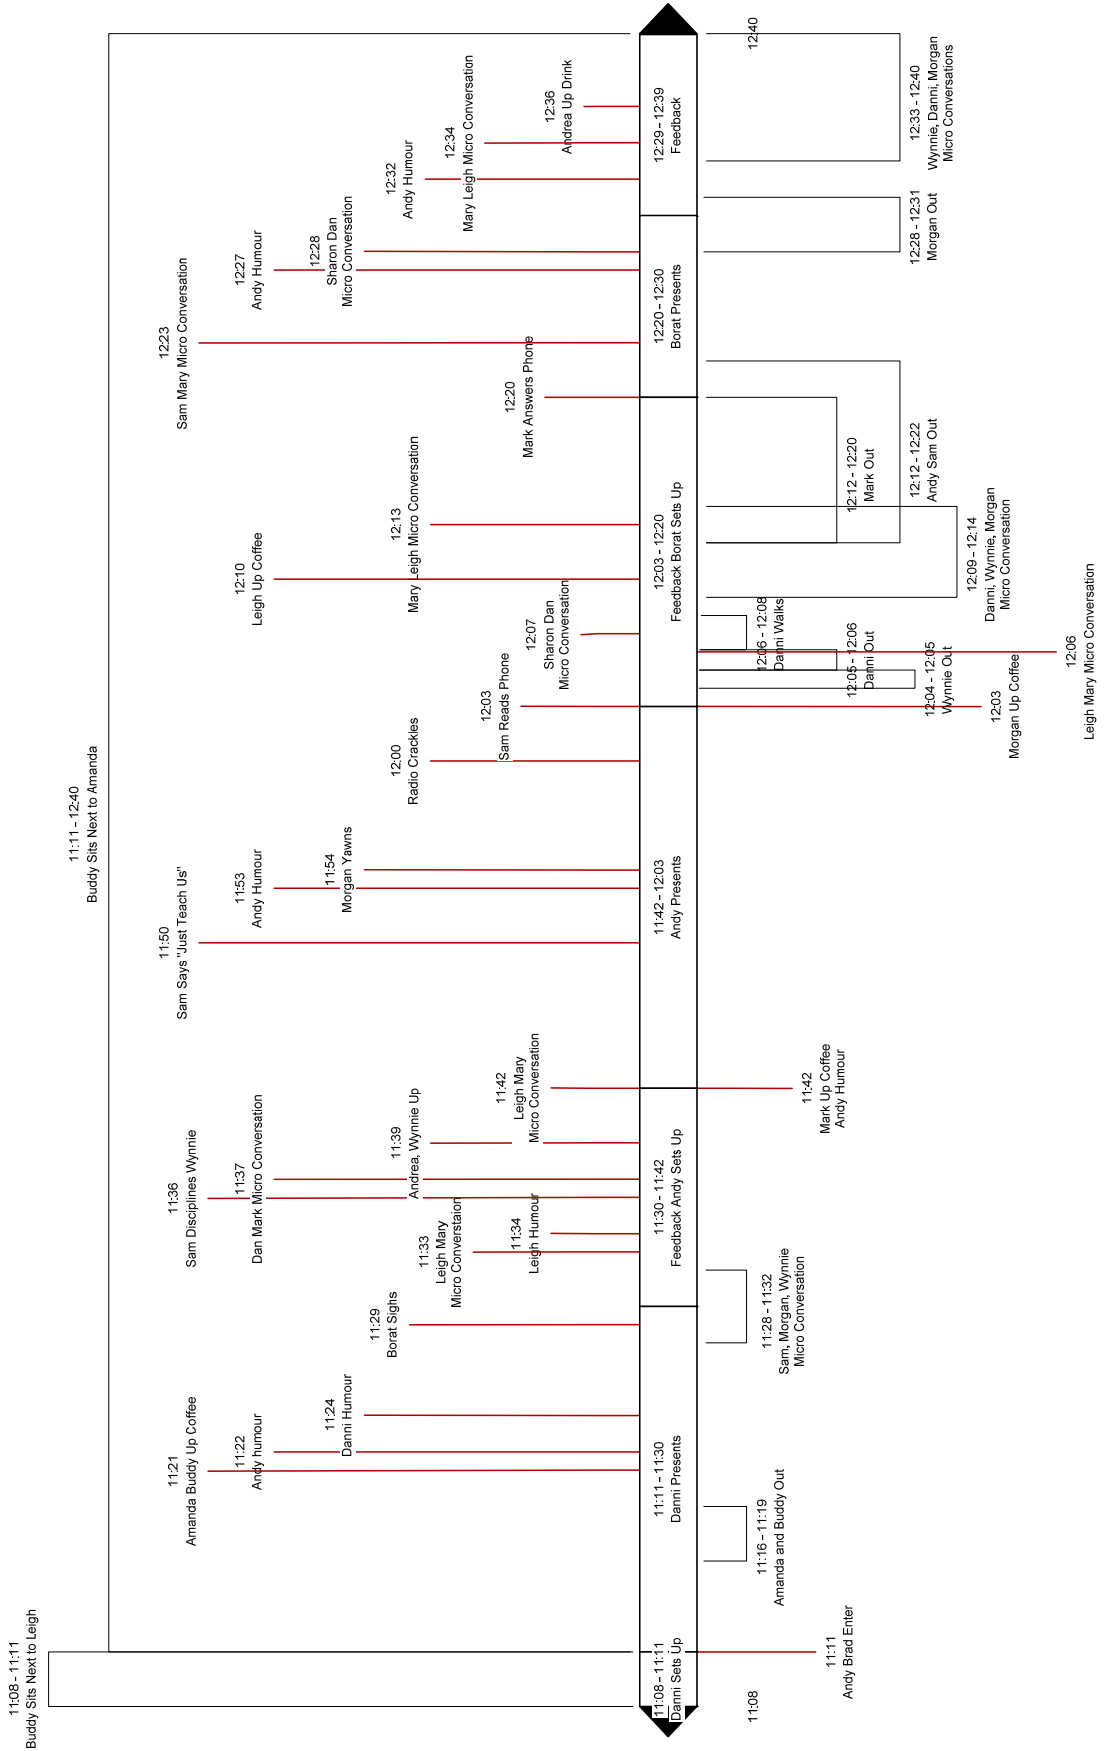 11:08 – 11:11
Buddy Sits Next to Leigh
11:11 – 12:40
Buddy Sits Next to Amanda
11:21
Amanda Buddy Up Coffee
11:22
Andy humour
11:24
Danni Humour
11:29
Borat Sighs
11:33
Leigh Mary
Micro Converstaion
11:34
Leigh Humour
11:36
Sam Disciplines Wynnie
11:37
Dan Mark Micro Conversation
11:39
Andrea, Wynnie Up
11:42
Leigh Mary
Micro Conversation
11:50
Sam Says "Just Teach Us"
11:53
Andy Humour
11:54
Morgan Yawns
12:00
Radio Crackles
12:03
Sam Reads Phone
12:07
Sharon Dan
Micro Conversation
12:10
Leigh Up Coffee
12:13
Mary Leigh Micro Conversation
12:20
Mark Answers Phone
12:23
Sam Mary Micro Conversation
12:27
Andy Humour
12:28
Sharon Dan
Micro Conversation
12:32
Andy Humour
12:34
Mary Leigh Micro Conversation
12:36
Andrea Up Drink
11:08 – 11:11
Danni Sets Up
11:11 – 11:30
Danni Presents
11:30 – 11:42
Feedback Andy Sets Up
11:42 – 12:03
Andy Presents
12:03 – 12:20
Feedback Borat Sets Up
12:20 – 12:30
Borat Presents
12:29 – 12:39
Feedback
11:08
12:40
11:11
Andy Brad Enter
11:16 – 11:19
Amanda and Buddy Out
11:28 – 11:32
Sam, Morgan, Wynnie
Micro Conversation
11:42
Mark Up Coffee
Andy Humour
12:03
Morgan Up Coffee
12:04 – 12:05
Wynnie Out
12:05 – 12:06
Danni Out
12:06
Leigh Mary Micro Conversation
12:06 – 12:08
Danni Walks
12:09 – 12:14
Danni, Wynnie, Morgan
Micro Conversation
12:12 – 12:20
Mark Out
12:12 – 12:22
Andy Sam Out
12:28 – 12:31
Morgan Out
12:33 – 12:40
Wynnie, Danni, Morgan
Micro Conversations